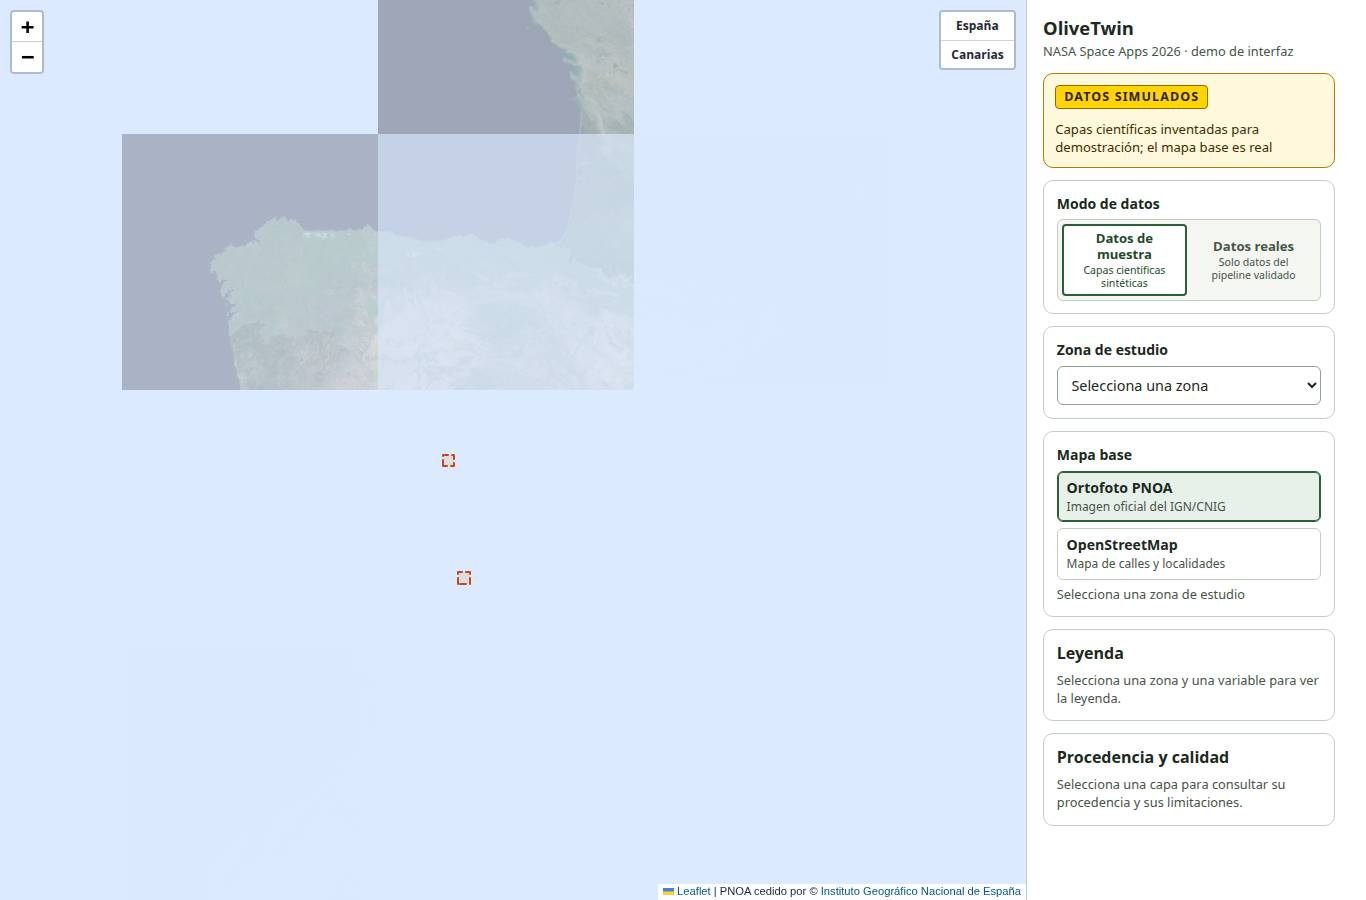 +
−
España
Canarias
Leaflet | PNOA cedido por © Instituto Geográfico Nacional de España
OliveTwin
NASA Space Apps 2026 · demo de interfaz
DATOS SIMULADOS
Capas científicas inventadas para
demostración; el mapa base es real
Modo de datos
Datos de
muestra
Capas científicas
sintéticas
Datos reales
Solo datos del
pipeline validado
Zona de estudio
Selecciona una zona
Mapa base
Ortofoto PNOA
Imagen oficial del IGN/CNIG
OpenStreetMap
Mapa de calles y localidades
Selecciona una zona de estudio
Leyenda
Selecciona una zona y una variable para ver
la leyenda.
Procedencia y calidad
Selecciona una capa para consultar su
procedencia y sus limitaciones.